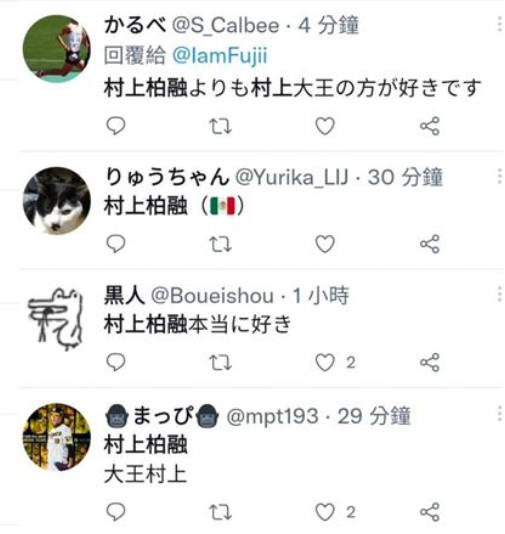 かるべ @S_Calbee · 4 分鐘
回覆給 @IamFujii
村上柏融よりも村上大王の方が好きです
りゅうちゃん @Yurika_LIJ · 30 分鐘
村上柏融（🇲🇽）
黒人 @Boueishou · 1 小時
村上柏融本当に好き
2
🦍まっぴ🦍 @mpt193 · 29 分鐘
村上柏融
大王村上
2